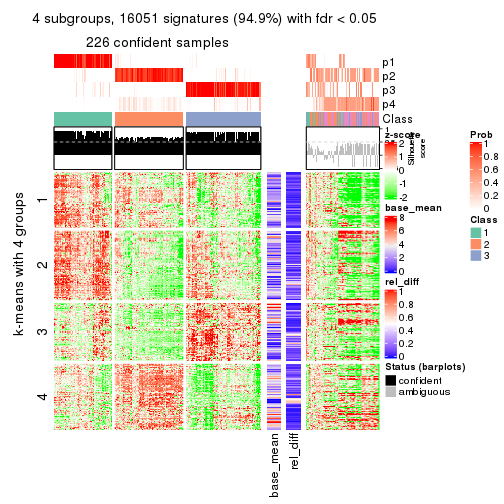 4 subgroups, 16051 signatures (94.9%) with fdr < 0.05
226 confident samples
p1
p2
p3
p4
Class
1
Silhouette
score
z-score
2
1
0
-1
-2
base_mean
8
6
4
2
0
rel_diff
1
0.8
0.6
0.4
0.2
0
Prob
1
0.8
0.6
0.4
0.2
0
Class
1
2
3
Status (barplots)
confident
ambiguous
k-means with 4 groups
1
2
3
4
base_mean
rel_diff